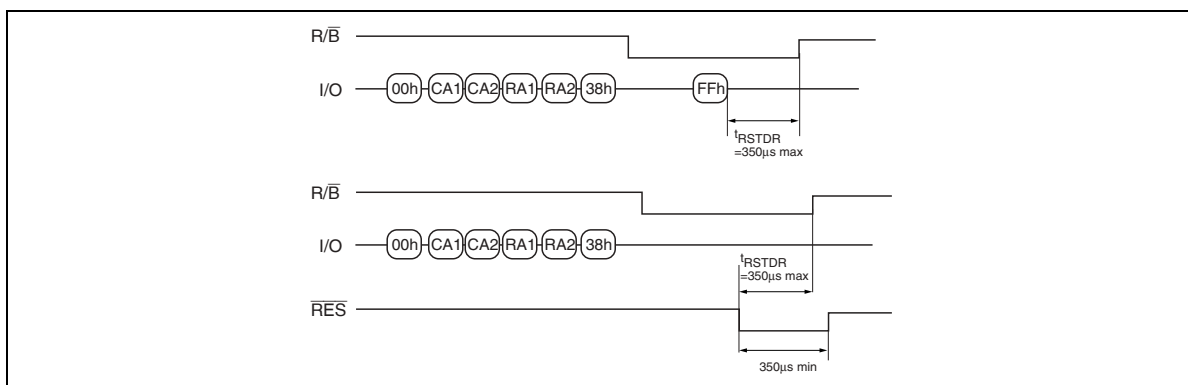 R/B̅
I/O 00h CA1 CA2 RA1 RA2 38h FFh
tRSTDR
=350μs max
R/B̅
I/O 00h CA1 CA2 RA1 RA2 38h
tRSTDR
=350μs max
R̅E̅S̅
350μs min